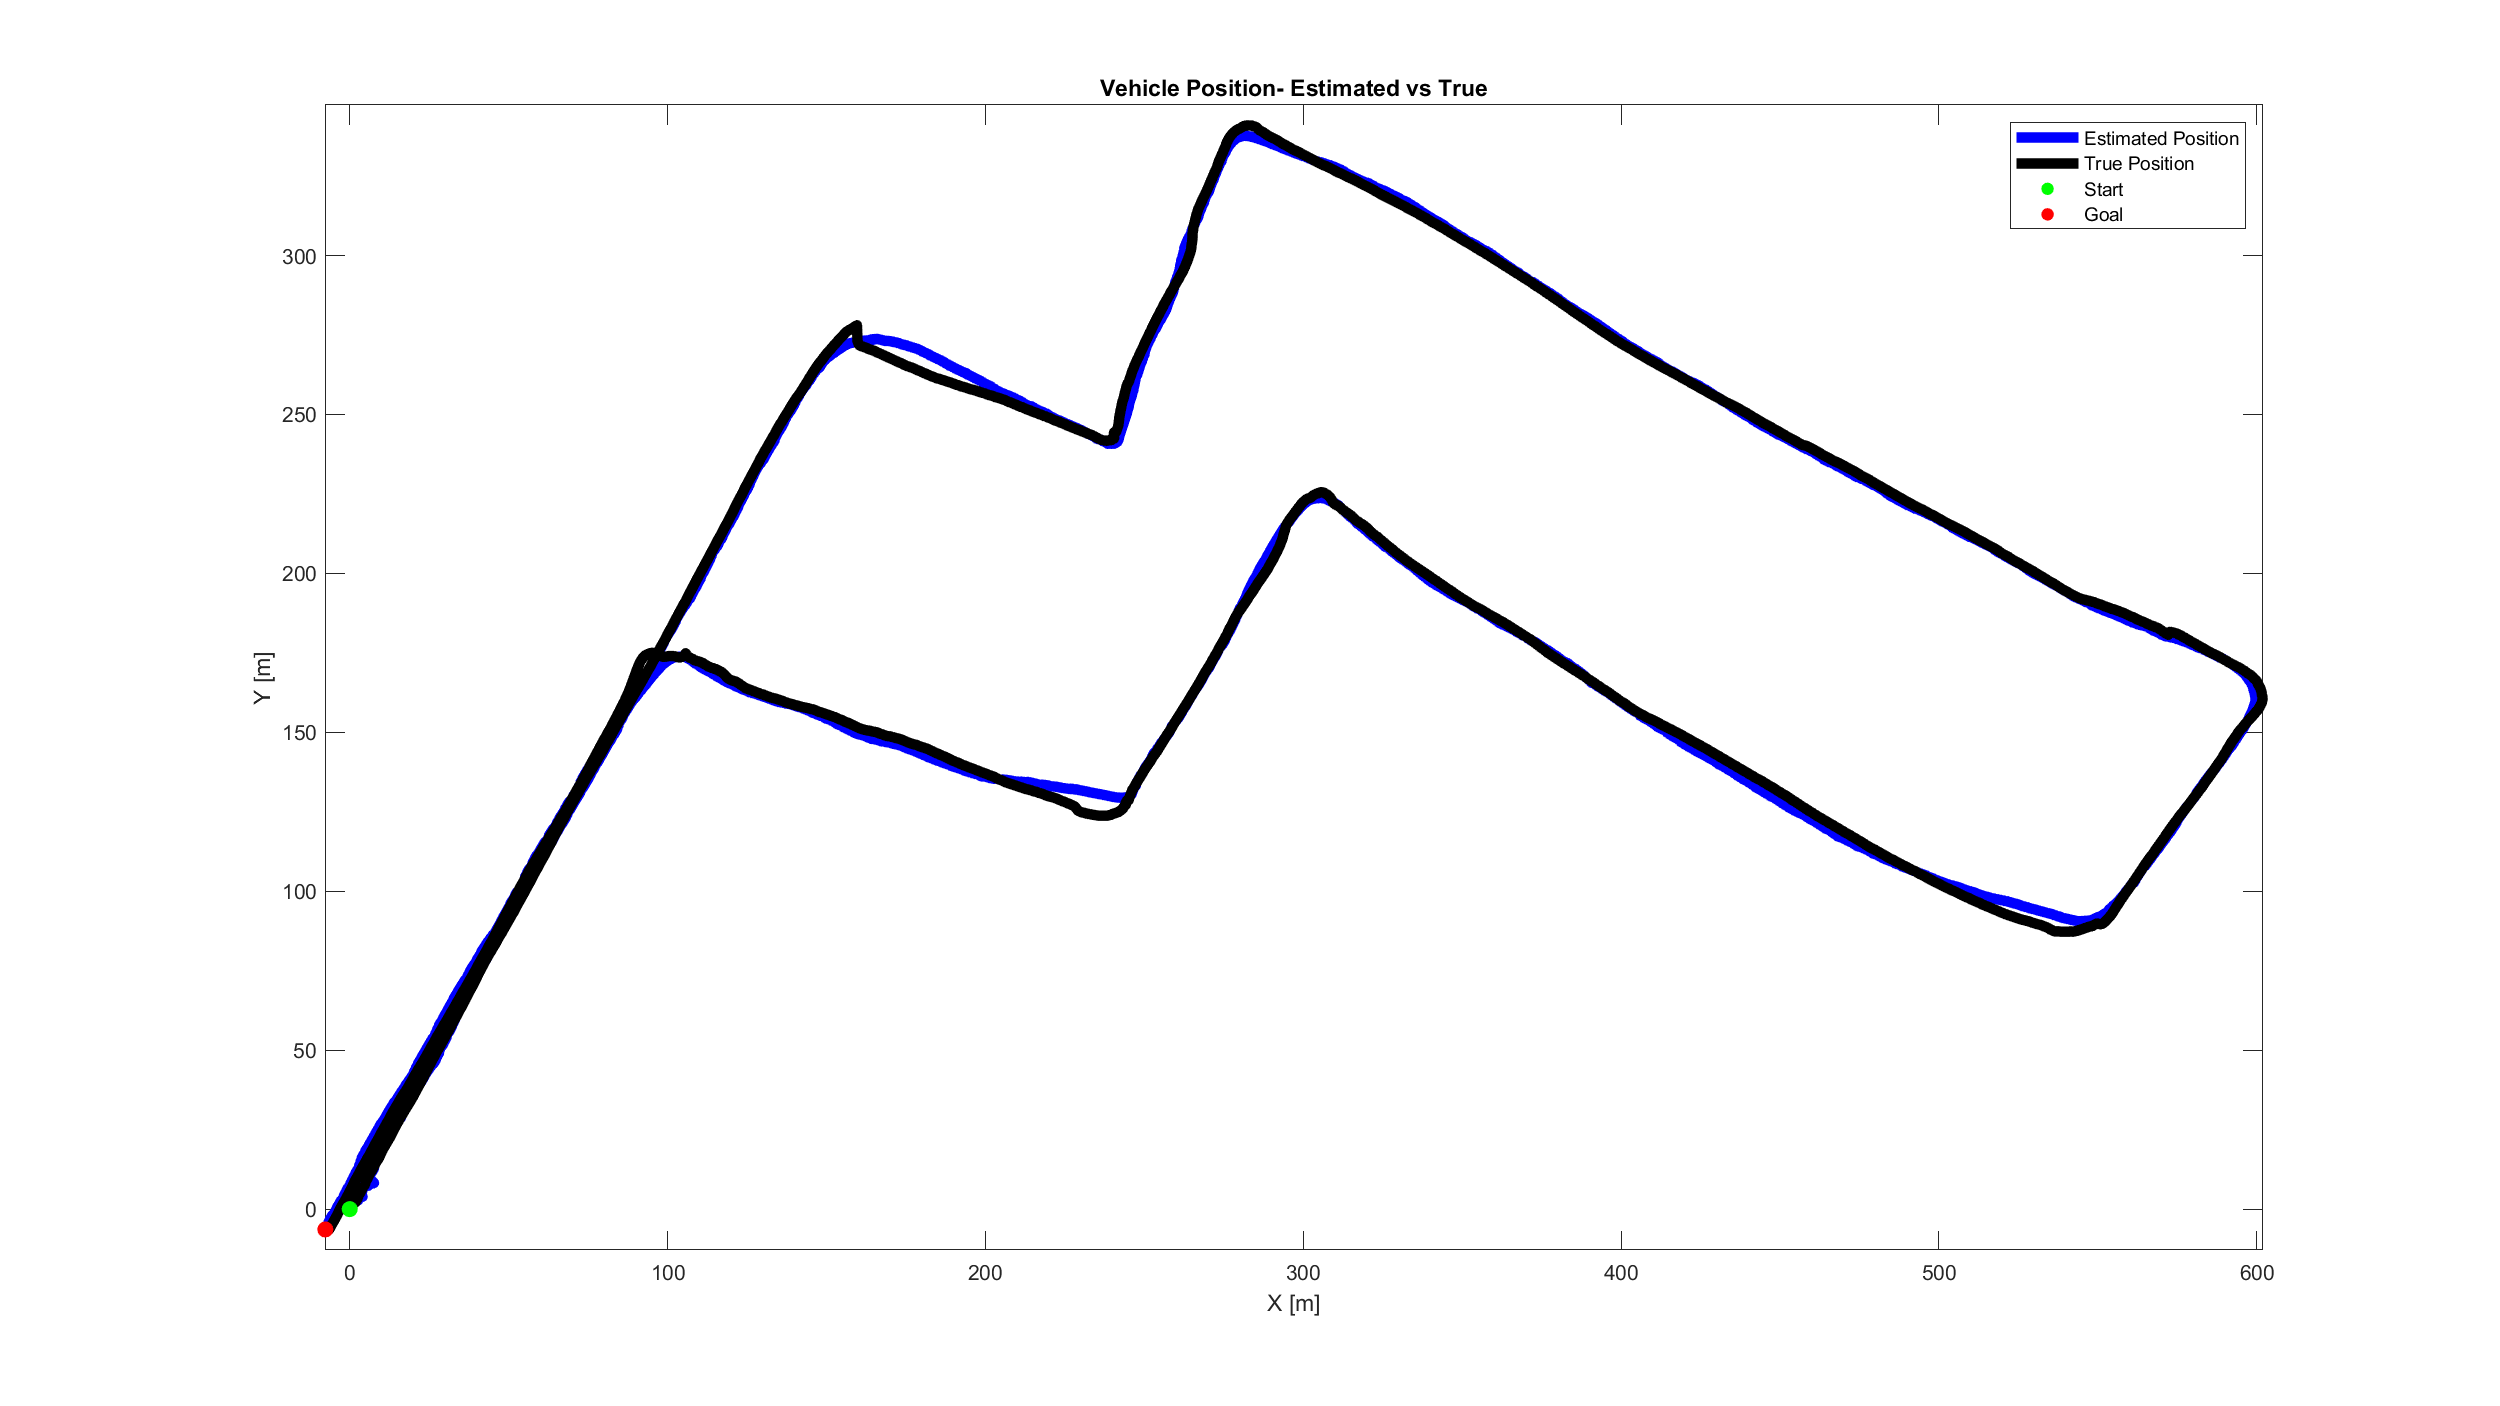 Vehicle Position- Estimated vs True
Estimated Position
True Position
Start
Goal
300
250
200
150
100
50
0
Y [m]
0
100
200
300
400
500
600
X [m]